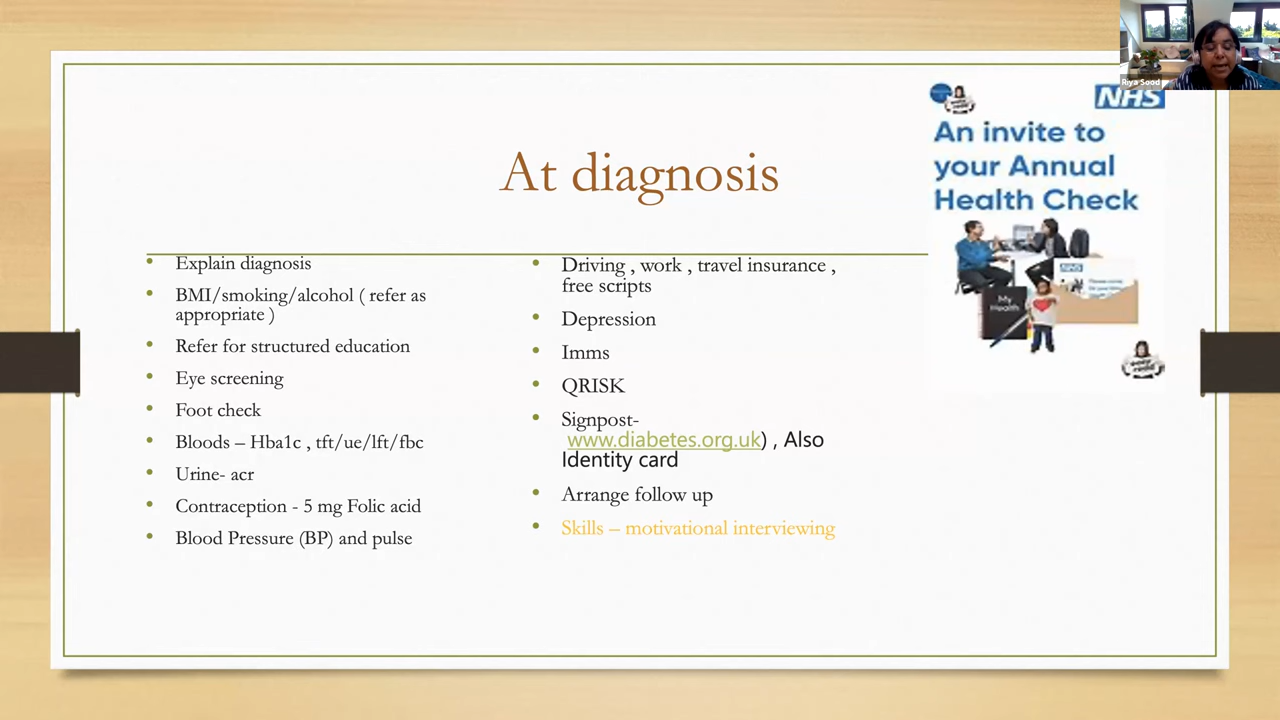 Riya Sood
NHS
An invite to
your Annual
Health Check
NHS
My
Health
At diagnosis
• Explain diagnosis
• BMI/smoking/alcohol ( refer as
appropriate )
• Refer for structured education
• Eye screening
• Foot check
• Bloods – Hba1c , tft/ue/lft/fbc
• Urine- acr
• Contraception - 5 mg Folic acid
• Blood Pressure (BP) and pulse
• Driving , work , travel insurance ,
free scripts
• Depression
• Imms
• QRISK
• Signpost-
www.diabetes.org.uk) , Also
Identity card
• Arrange follow up
• Skills – motivational interviewing